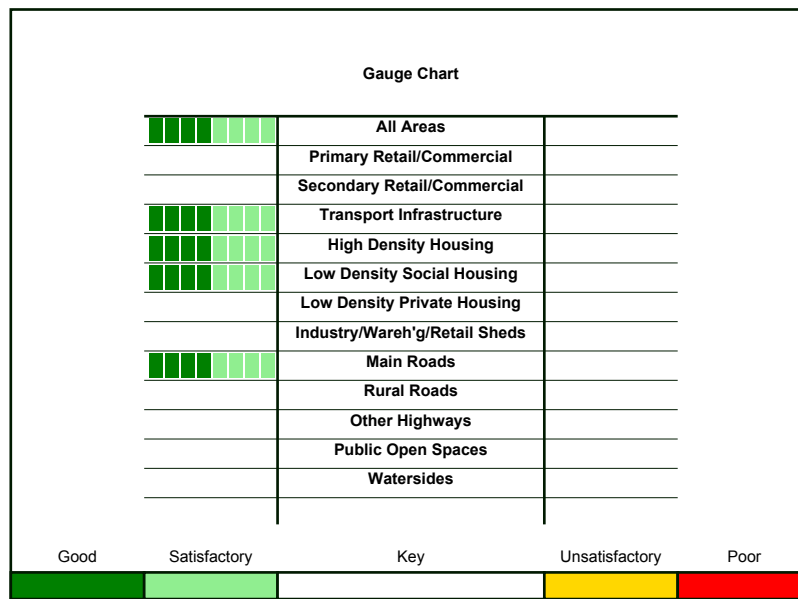 Gauge Chart
All Areas
Primary Retail/Commercial
Secondary Retail/Commercial
Transport Infrastructure
High Density Housing
Low Density Social Housing
Low Density Private Housing
Industry/Wareh'g/Retail Sheds
Main Roads
Rural Roads
Other Highways
Public Open Spaces
Watersides
Good Satisfactory Key Unsatisfactory Poor